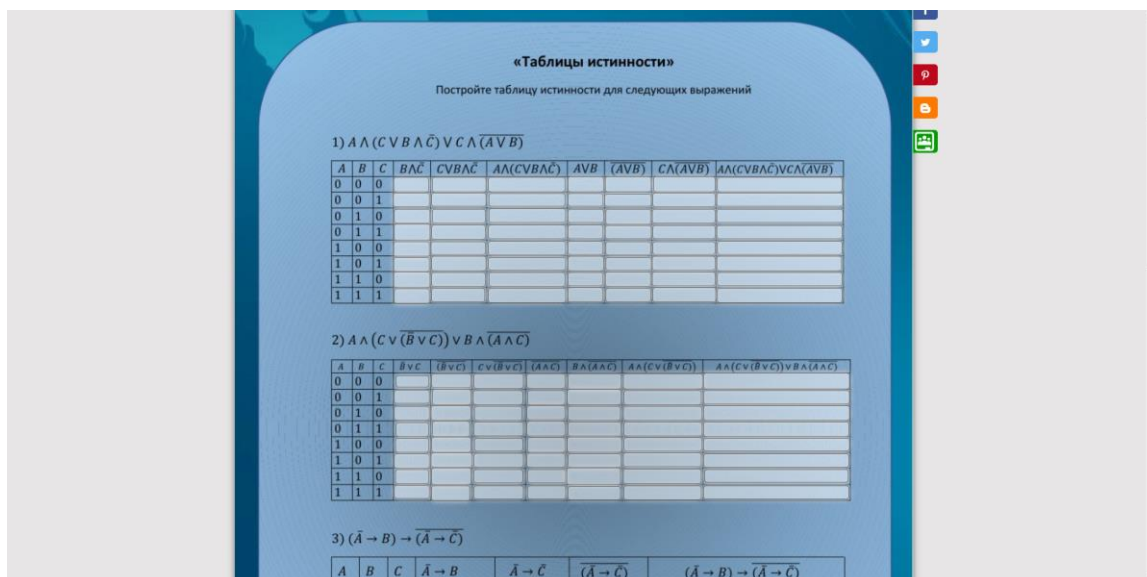 «Таблицы истинности»
Постройте таблицу истинности для следующих выражений
1) A ∧ (C ∨ B ∧ C̄) ∨ C ∧ (A ∨ B)̅
A B C B∧C̄ C∨B∧C̄ A∧(C∨B∧C̄) A∨B (A∨B)̅ C∧(A∨B)̅ A∧(C∨B∧C̄)∨C∧(A∨B)̅
0 0 0
0 0 1
0 1 0
0 1 1
1 0 0
1 0 1
1 1 0
1 1 1
2) A ∧ (C ∨ (B̄ ∨ C)̅) ∨ B ∧ (A ∧ C)̅
A B C B̄∨C (B̄∨C)̅ C∨(B̄∨C)̅ (A∧C)̅ B∧(A∧C)̅ A∧(C∨(B̄∨C)̅) A∧(C∨(B̄∨C)̅)∨B∧(A∧C)̅
0 0 0
0 0 1
0 1 0
0 1 1
1 0 0
1 0 1
1 1 0
1 1 1
3) (Ā → B) → (Ā → C̄)̅
A B C Ā → B Ā → C̄ (Ā → C̄)̅ (Ā → B) → (Ā → C̄)̅